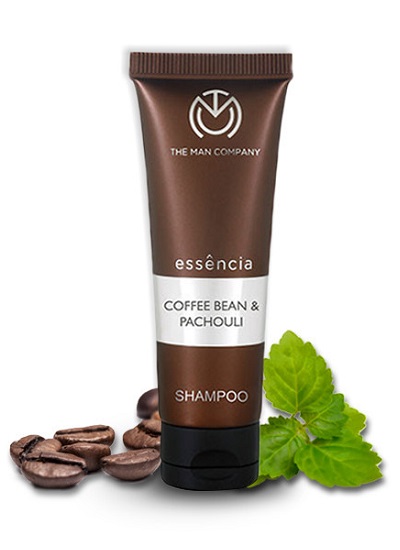 THE MAN COMPANY
essência
COFFEE BEAN &
PACHOULI
SHAMPOO